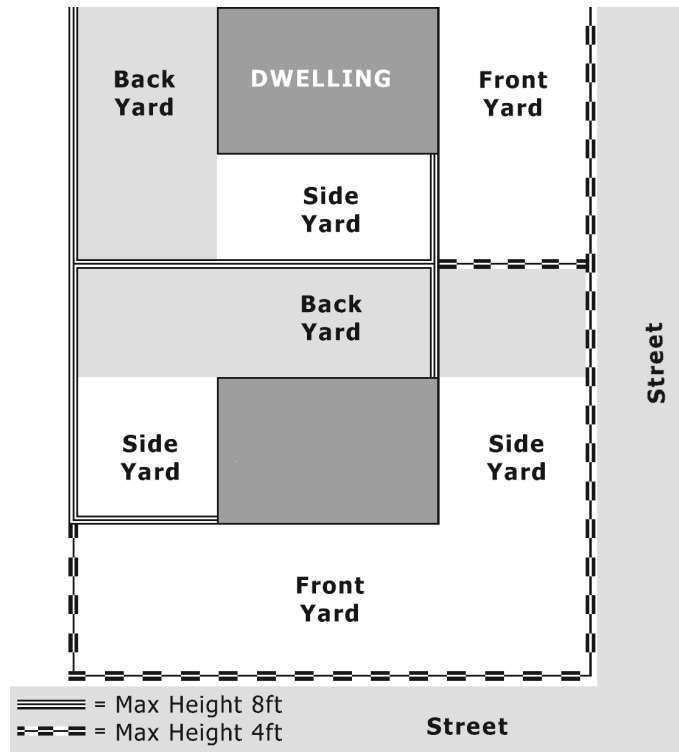 Back
Yard
DWELLING
Front
Yard
Side
Yard
Back
Yard
Street
Side
Yard
Side
Yard
Front
Yard
= Max Height 8ft
= Max Height 4ft
Street